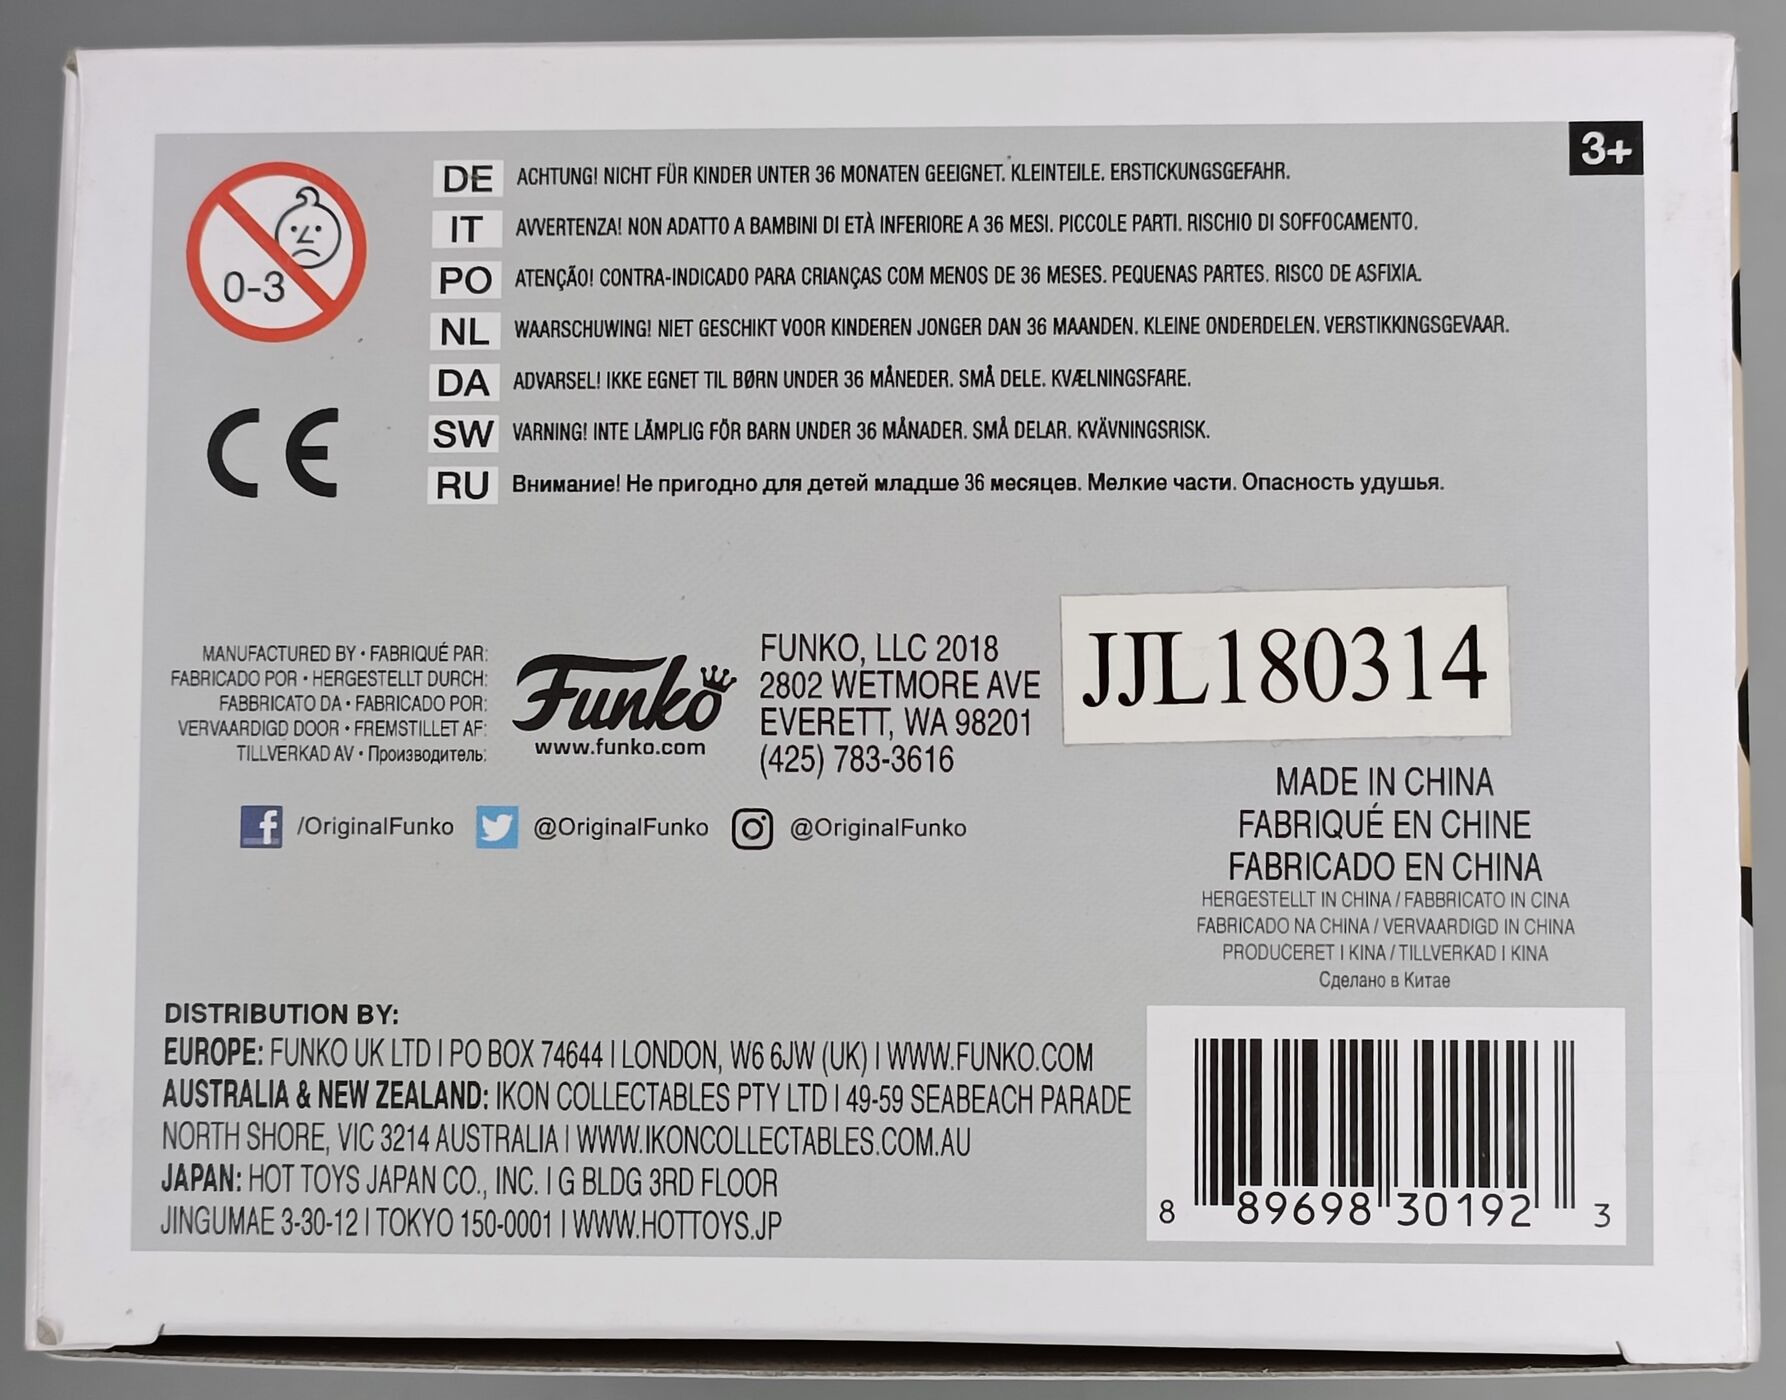 3+
0-3
DE ACHTUNG! NICHT FÜR KINDER UNTER 36 MONATEN GEEIGNET. KLEINTEILE. ERSTICKUNGSGEFAHR.
IT AVVERTENZA! NON ADATTO A BAMBINI DI ETÀ INFERIORE A 36 MESI. PICCOLE PARTI. RISCHIO DI SOFFOCAMENTO.
PO ATENÇÃO! CONTRA-INDICADO PARA CRIANÇAS COM MENOS DE 36 MESES. PEQUENAS PARTES. RISCO DE ASFIXIA.
NL WAARSCHUWING! NIET GESCHIKT VOOR KINDEREN JONGER DAN 36 MAANDEN. KLEINE ONDERDELEN. VERSTIKKINGSGEVAAR.
DA ADVARSEL! IKKE EGNET TIL BØRN UNDER 36 MÅNEDER. SMÅ DELE. KVÆLNINGSFARE.
SW VARNING! INTE LÄMPLIG FÖR BARN UNDER 36 MÅNADER. SMÅ DELAR. KVÄVNINGSRISK.
RU Внимание! Не пригодно для детей младше 36 месяцев. Мелкие части. Опасность удушья.
CE
MANUFACTURED BY • FABRIQUÉ PAR:
FABRICADO POR • HERGESTELLT DURCH:
FABBRICATO DA • FABRICADO POR:
VERVAARDIGD DOOR • FREMSTILLET AF:
TILLVERKAD AV • Производитель:
Funko
www.funko.com
FUNKO, LLC 2018
2802 WETMORE AVE
EVERETT, WA 98201
(425) 783-3616
JJL180314
/OriginalFunko @OriginalFunko @OriginalFunko
MADE IN CHINA
FABRIQUÉ EN CHINE
FABRICADO EN CHINA
HERGESTELLT IN CHINA / FABBRICATO IN CINA
FABRICADO NA CHINA / VERVAARDIGD IN CHINA
PRODUCERET I KINA / TILLVERKAD I KINA
Сделано в Китае
DISTRIBUTION BY:
EUROPE: FUNKO UK LTD | PO BOX 74644 | LONDON, W6 6JW (UK) | WWW.FUNKO.COM
AUSTRALIA & NEW ZEALAND: IKON COLLECTABLES PTY LTD | 49-59 SEABEACH PARADE
NORTH SHORE, VIC 3214 AUSTRALIA | WWW.IKONCOLLECTABLES.COM.AU
JAPAN: HOT TOYS JAPAN CO., INC. | G BLDG 3RD FLOOR
JINGUMAE 3-30-12 | TOKYO 150-0001 | WWW.HOTTOYS.JP
8 89698 30192 3